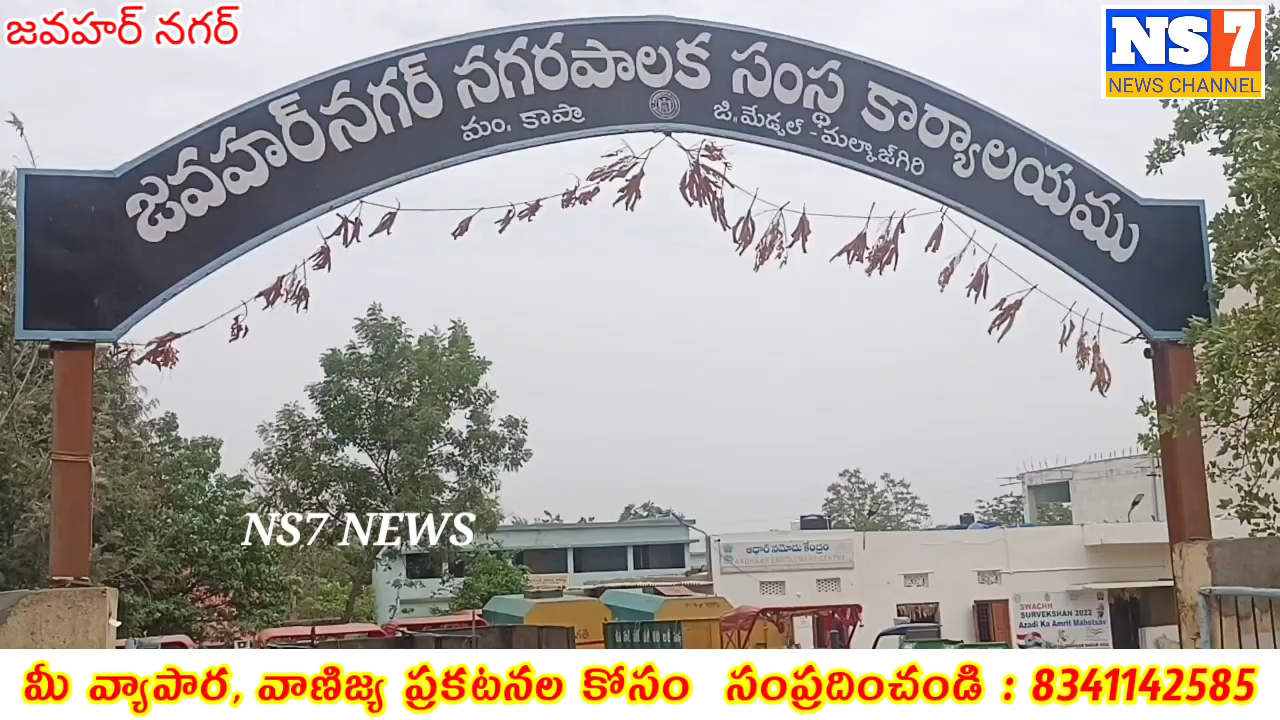 జవహర్ నగర్
NS7
NEWS CHANNEL
జవహర్‌నగర్ నగరపాలక సంస్థ కార్యాలయము
మం. కాప్రా
జి.మేడ్చల్ - మల్కాజ్‌గిరి
NS7 NEWS
ఆధార్ నమోదు కేంద్రం
AADHAAR ENROLMENT CENTRE
SWACHH
SURVEKSHAN 2022
Azadi Ka Amrit Mahotsav
మీ వ్యాపార, వాణిజ్య ప్రకటనల కోసం సంప్రదించండి : 8341142585